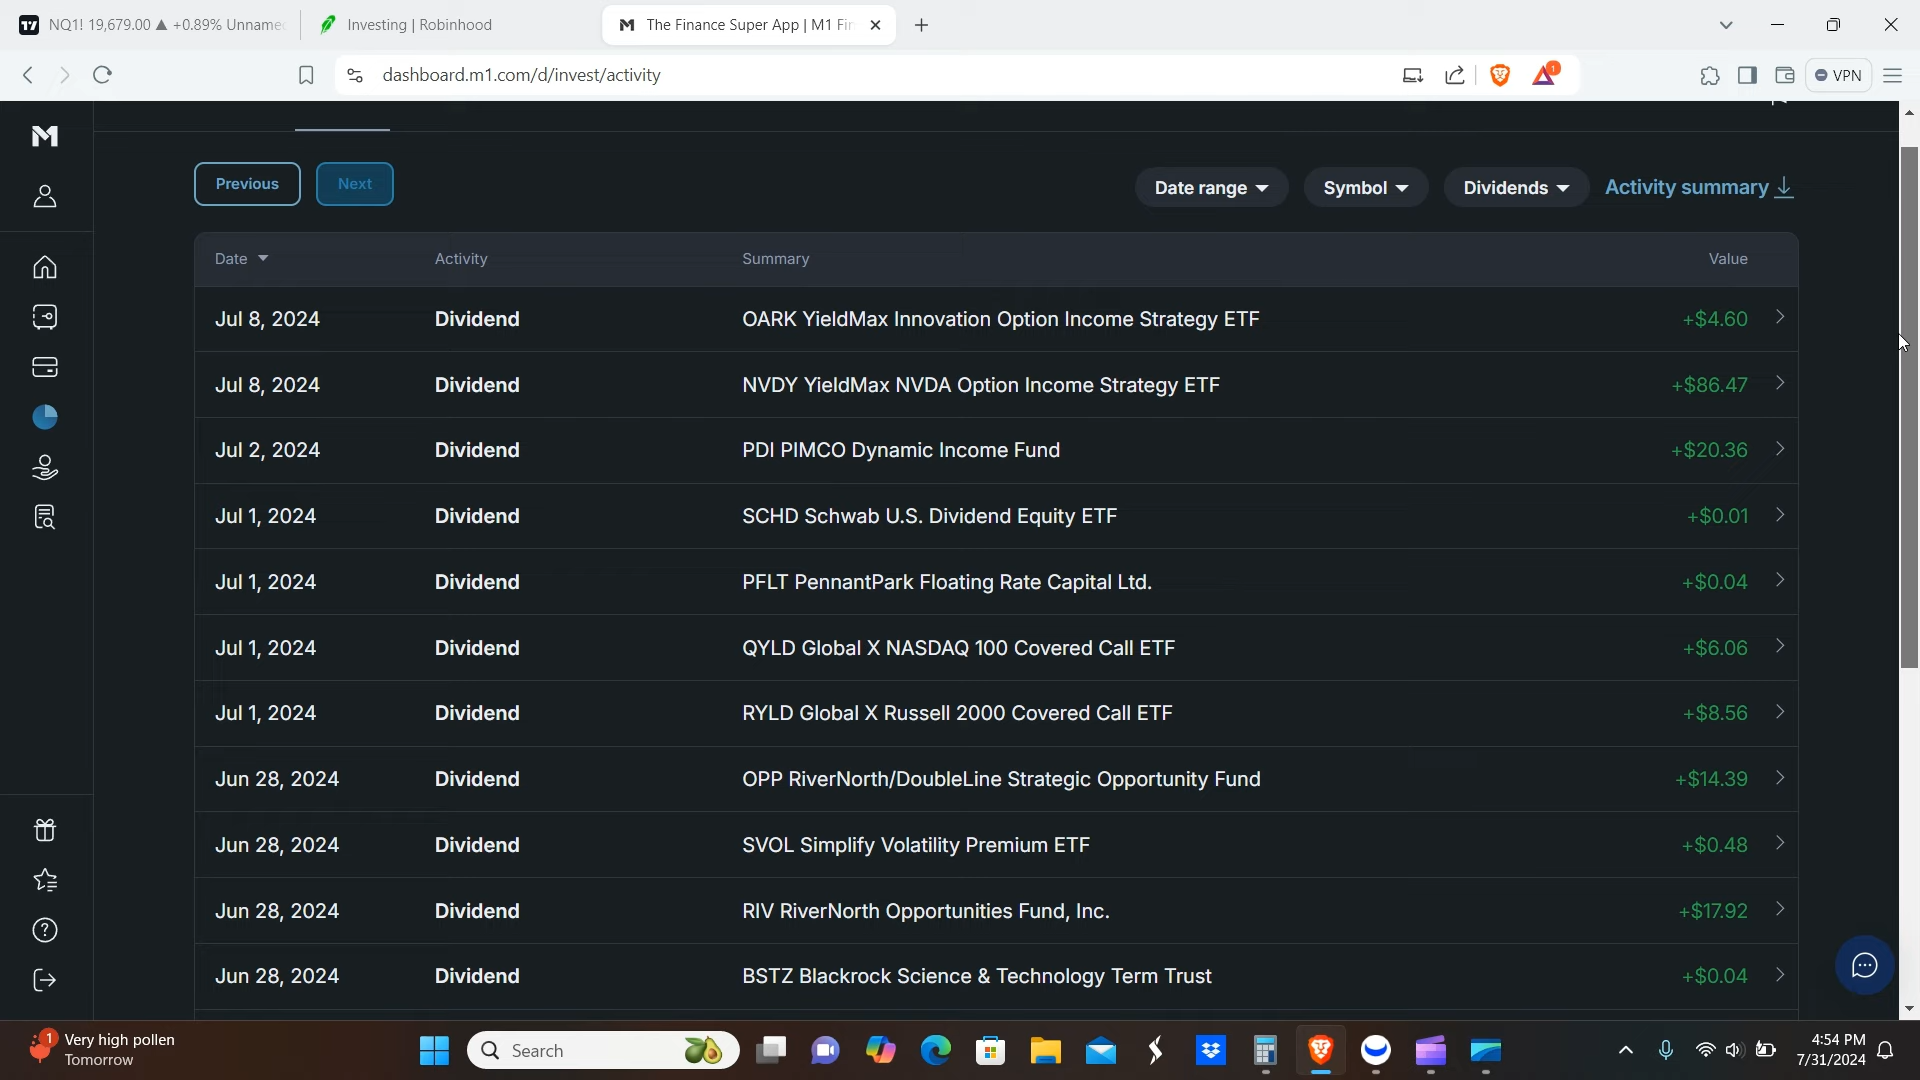 NQ1! 19,679.00 ▲ +0.89% Unname
Investing | Robinhood
The Finance Super App | M1 Fi
dashboard.m1.com/d/invest/activity
1
VPN
Previous
Next
Date range
Symbol
Dividends
Activity summary
Date
Activity
Summary
Value
Jul 8, 2024 Dividend OARK YieldMax Innovation Option Income Strategy ETF +$4.60
Jul 8, 2024 Dividend NVDY YieldMax NVDA Option Income Strategy ETF +$86.47
Jul 2, 2024 Dividend PDI PIMCO Dynamic Income Fund +$20.36
Jul 1, 2024 Dividend SCHD Schwab U.S. Dividend Equity ETF +$0.01
Jul 1, 2024 Dividend PFLT PennantPark Floating Rate Capital Ltd. +$0.04
Jul 1, 2024 Dividend QYLD Global X NASDAQ 100 Covered Call ETF +$6.06
Jul 1, 2024 Dividend RYLD Global X Russell 2000 Covered Call ETF +$8.56
Jun 28, 2024 Dividend OPP RiverNorth/DoubleLine Strategic Opportunity Fund +$14.39
Jun 28, 2024 Dividend SVOL Simplify Volatility Premium ETF +$0.48
Jun 28, 2024 Dividend RIV RiverNorth Opportunities Fund, Inc. +$17.92
Jun 28, 2024 Dividend BSTZ Blackrock Science & Technology Term Trust +$0.04
1
Very high pollen
Tomorrow
Search
4:54 PM
7/31/2024